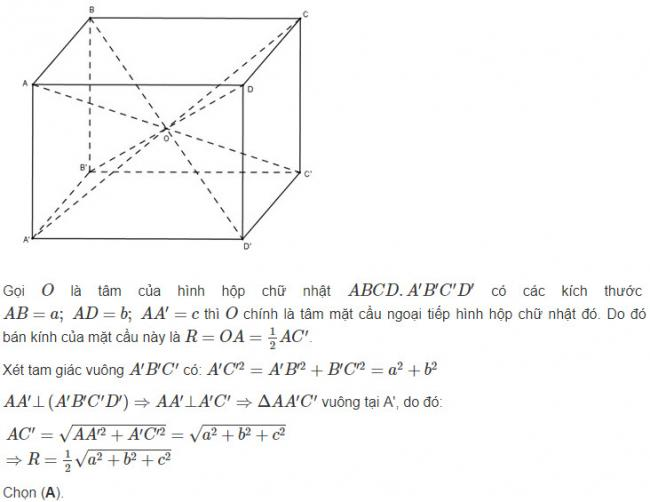 B
C
A
D
O
B'
C'
A'
D'
Gọi O là tâm của hình hộp chữ nhật ABCD.A'B'C'D' có các kích thước
AB = a; AD = b; AA' = c thì O chính là tâm mặt cầu ngoại tiếp hình hộp chữ nhật đó. Do đó
bán kính của mặt cầu này là R = OA = 1/2 AC'.
Xét tam giác vuông A'B'C' có: A'C'² = A'B'² + B'C'² = a² + b²
AA'⊥(A'B'C'D') ⇒ AA'⊥A'C' ⇒ ΔAA'C' vuông tại A', do đó:
AC' = √(AA'² + A'C'²) = √(a² + b² + c²)
⇒ R = 1/2 √(a² + b² + c²)
Chọn (A).